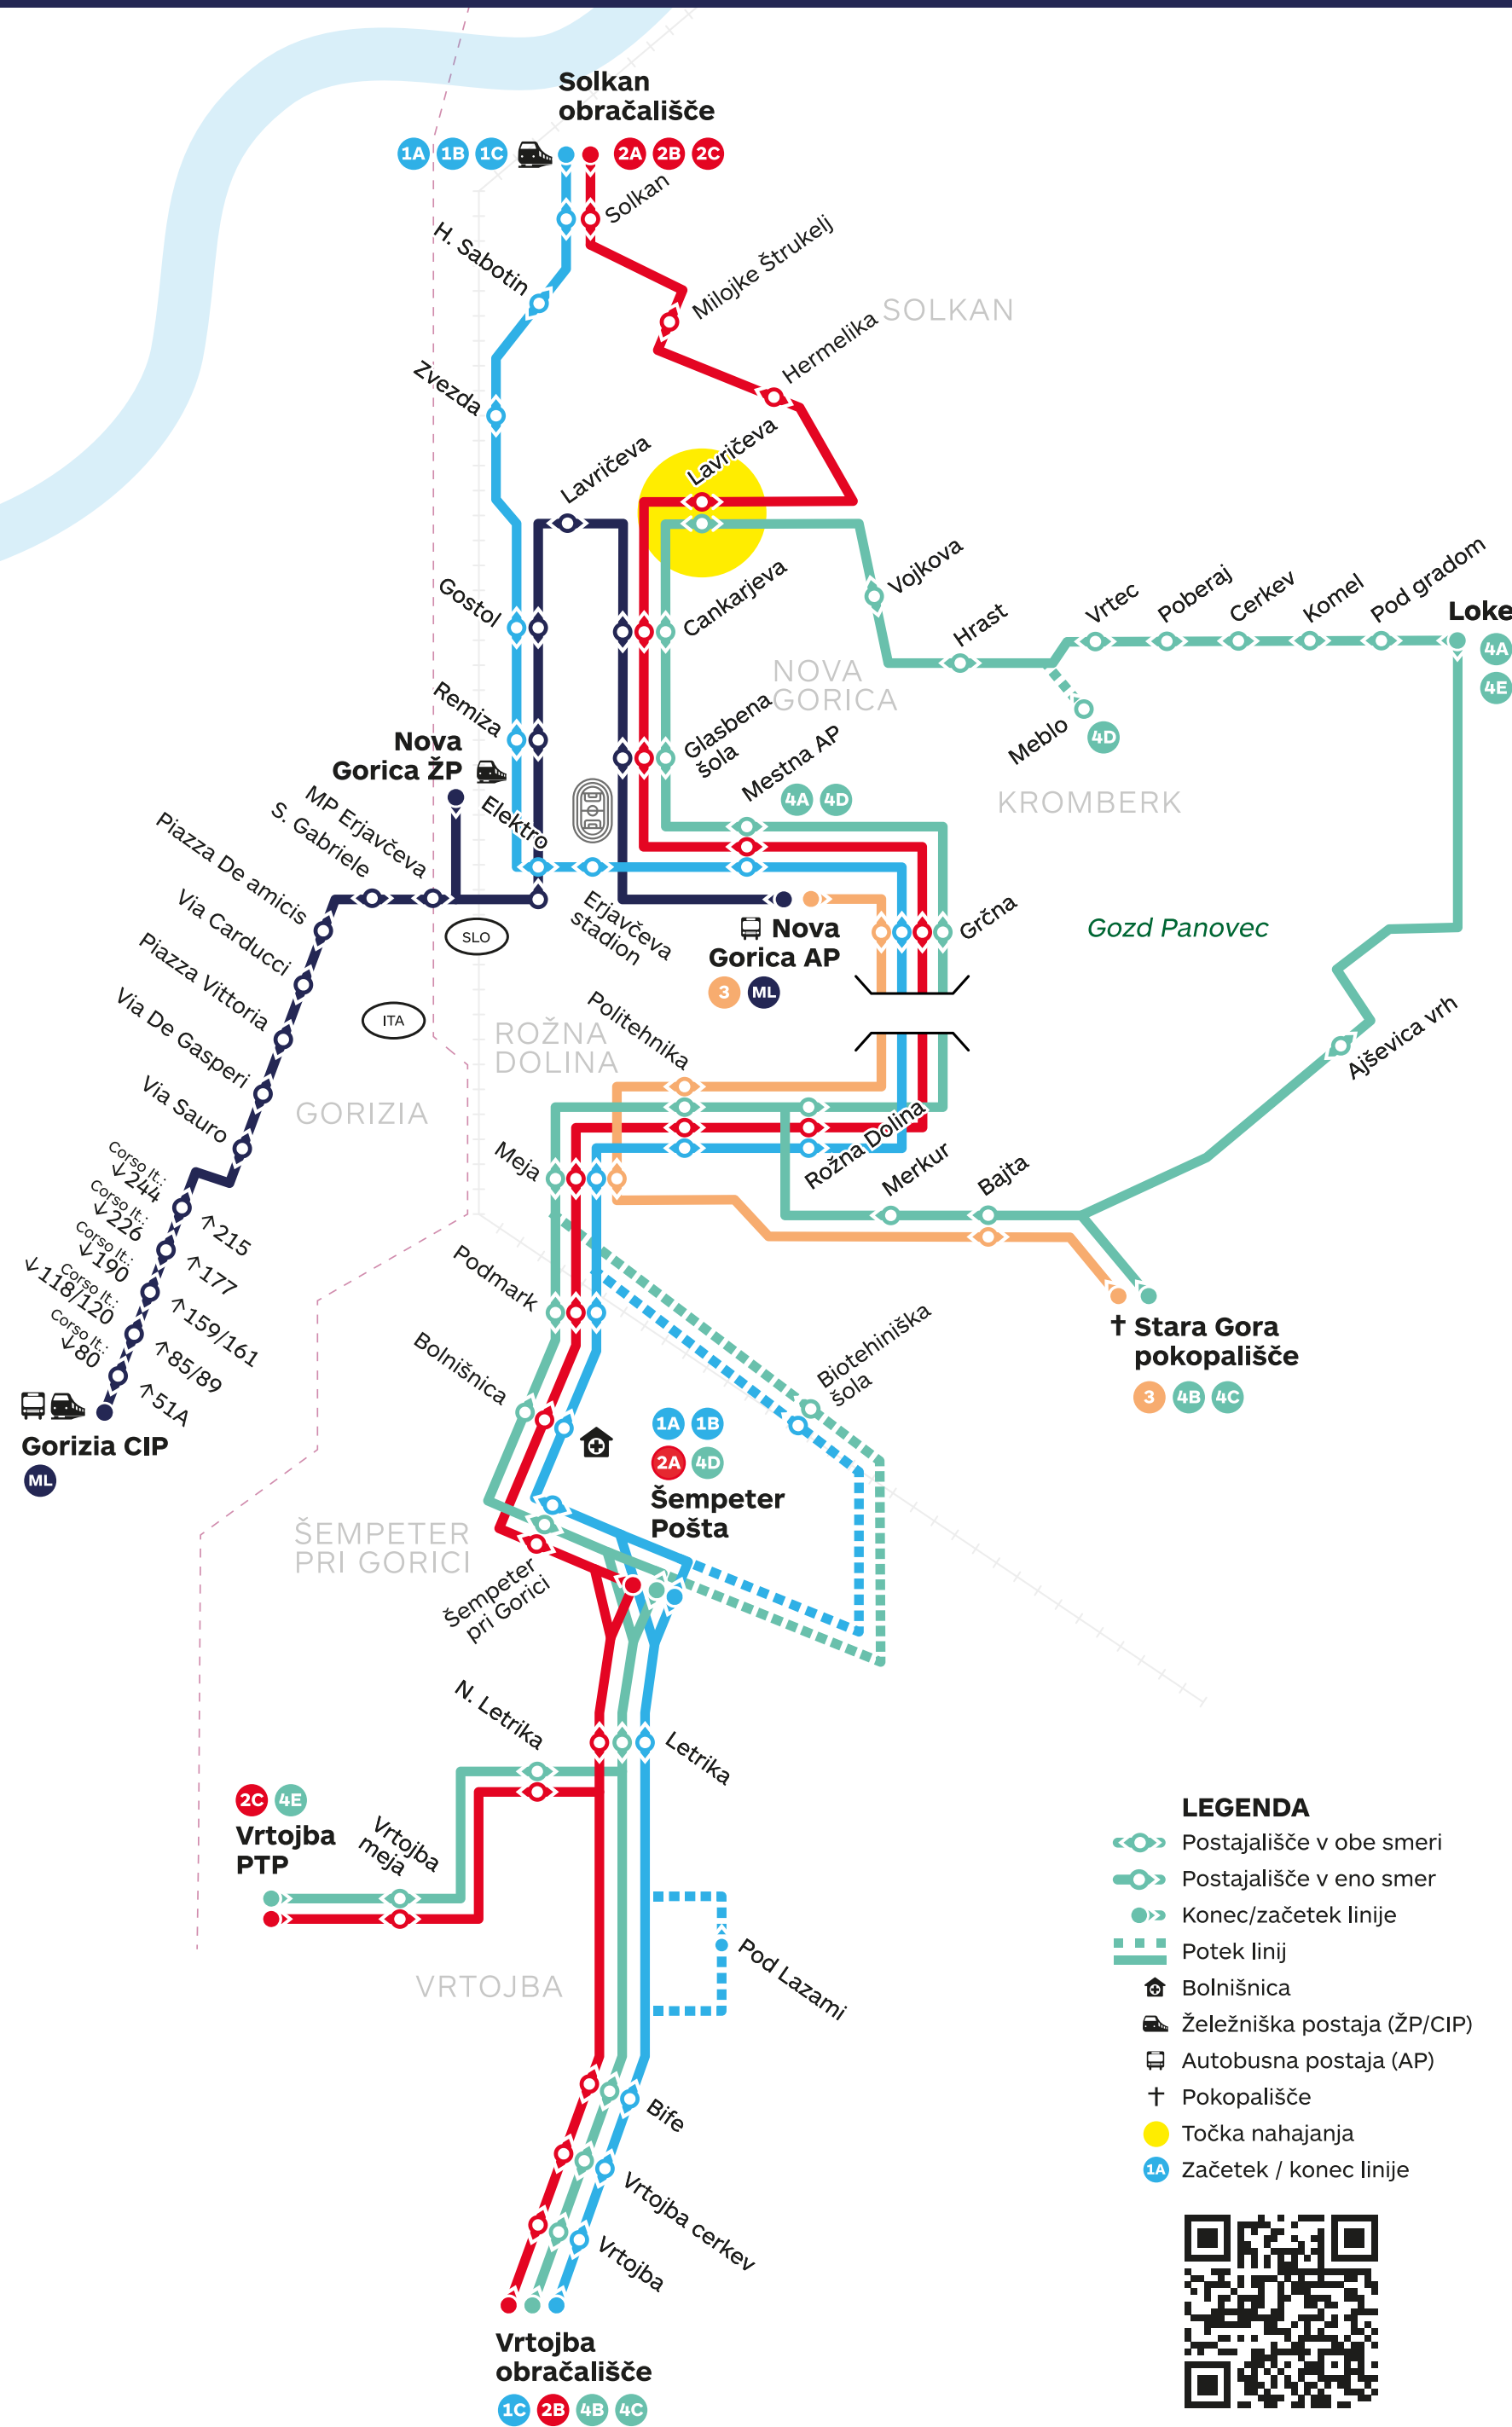 Solkan
obračališče
1A 1B 1C
2A 2B 2C
Solkan
H. Sabotin
Milojke Štrukelj
SOLKAN
Hermelika
Zvezda
Lavričeva
Lavričeva
Gostol
Cankarjeva
Vojkova
Hrast
Vrtec
Poberaj
Cerkev
Komel
Pod gradom
Loke
4A
4E
NOVA
GORICA
Remiza
Glasbena
šola
Mestna AP
4A 4D
Meblo
4D
KROMBERK
Nova
Gorica ŽP
Elektro
MP Erjavčeva
S. Gabriele
Piazza De amicis
Via Carducci
Piazza Vittoria
Via De Gasperi
Via Sauro
SLO
ITA
Erjavčeva
stadion
Nova
Gorica AP
3 ML
Grčna
Gozd Panovec
Politehnika
ROŽNA
DOLINA
GORIZIA
Ajševica vrh
Meja
Rožna Dolina
Merkur
Bajta
Corso It.:
↓244
Corso It.:
↓226
Corso It.:
↓190
Corso It.:
↓118/120
Corso It.:
↓80
↑215
↑177
↑159/161
↑85/89
↑51A
Gorizia CIP
ML
Podmark
Bolnišnica
Biotehiniška
šola
† Stara Gora
pokopališče
3 4B 4C
1A 1B
2A 4D
Šempeter
Pošta
ŠEMPETER
PRI GORICI
Šempeter
pri Gorici
N. Letrika
Letrika
2C 4E
Vrtojba
PTP
Vrtojba
meja
VRTOJBA
Pod Lazami
Bife
Vrtojba cerkev
Vrtojba
Vrtojba
obračališče
1C 2B 4B 4C
LEGENDA
Postajališče v obe smeri
Postajališče v eno smer
Konec/začetek linije
Potek linij
Bolnišnica
Železniška postaja (ŽP/CIP)
Autobusna postaja (AP)
† Pokopališče
Točka nahajanja
1A Začetek / konec linije